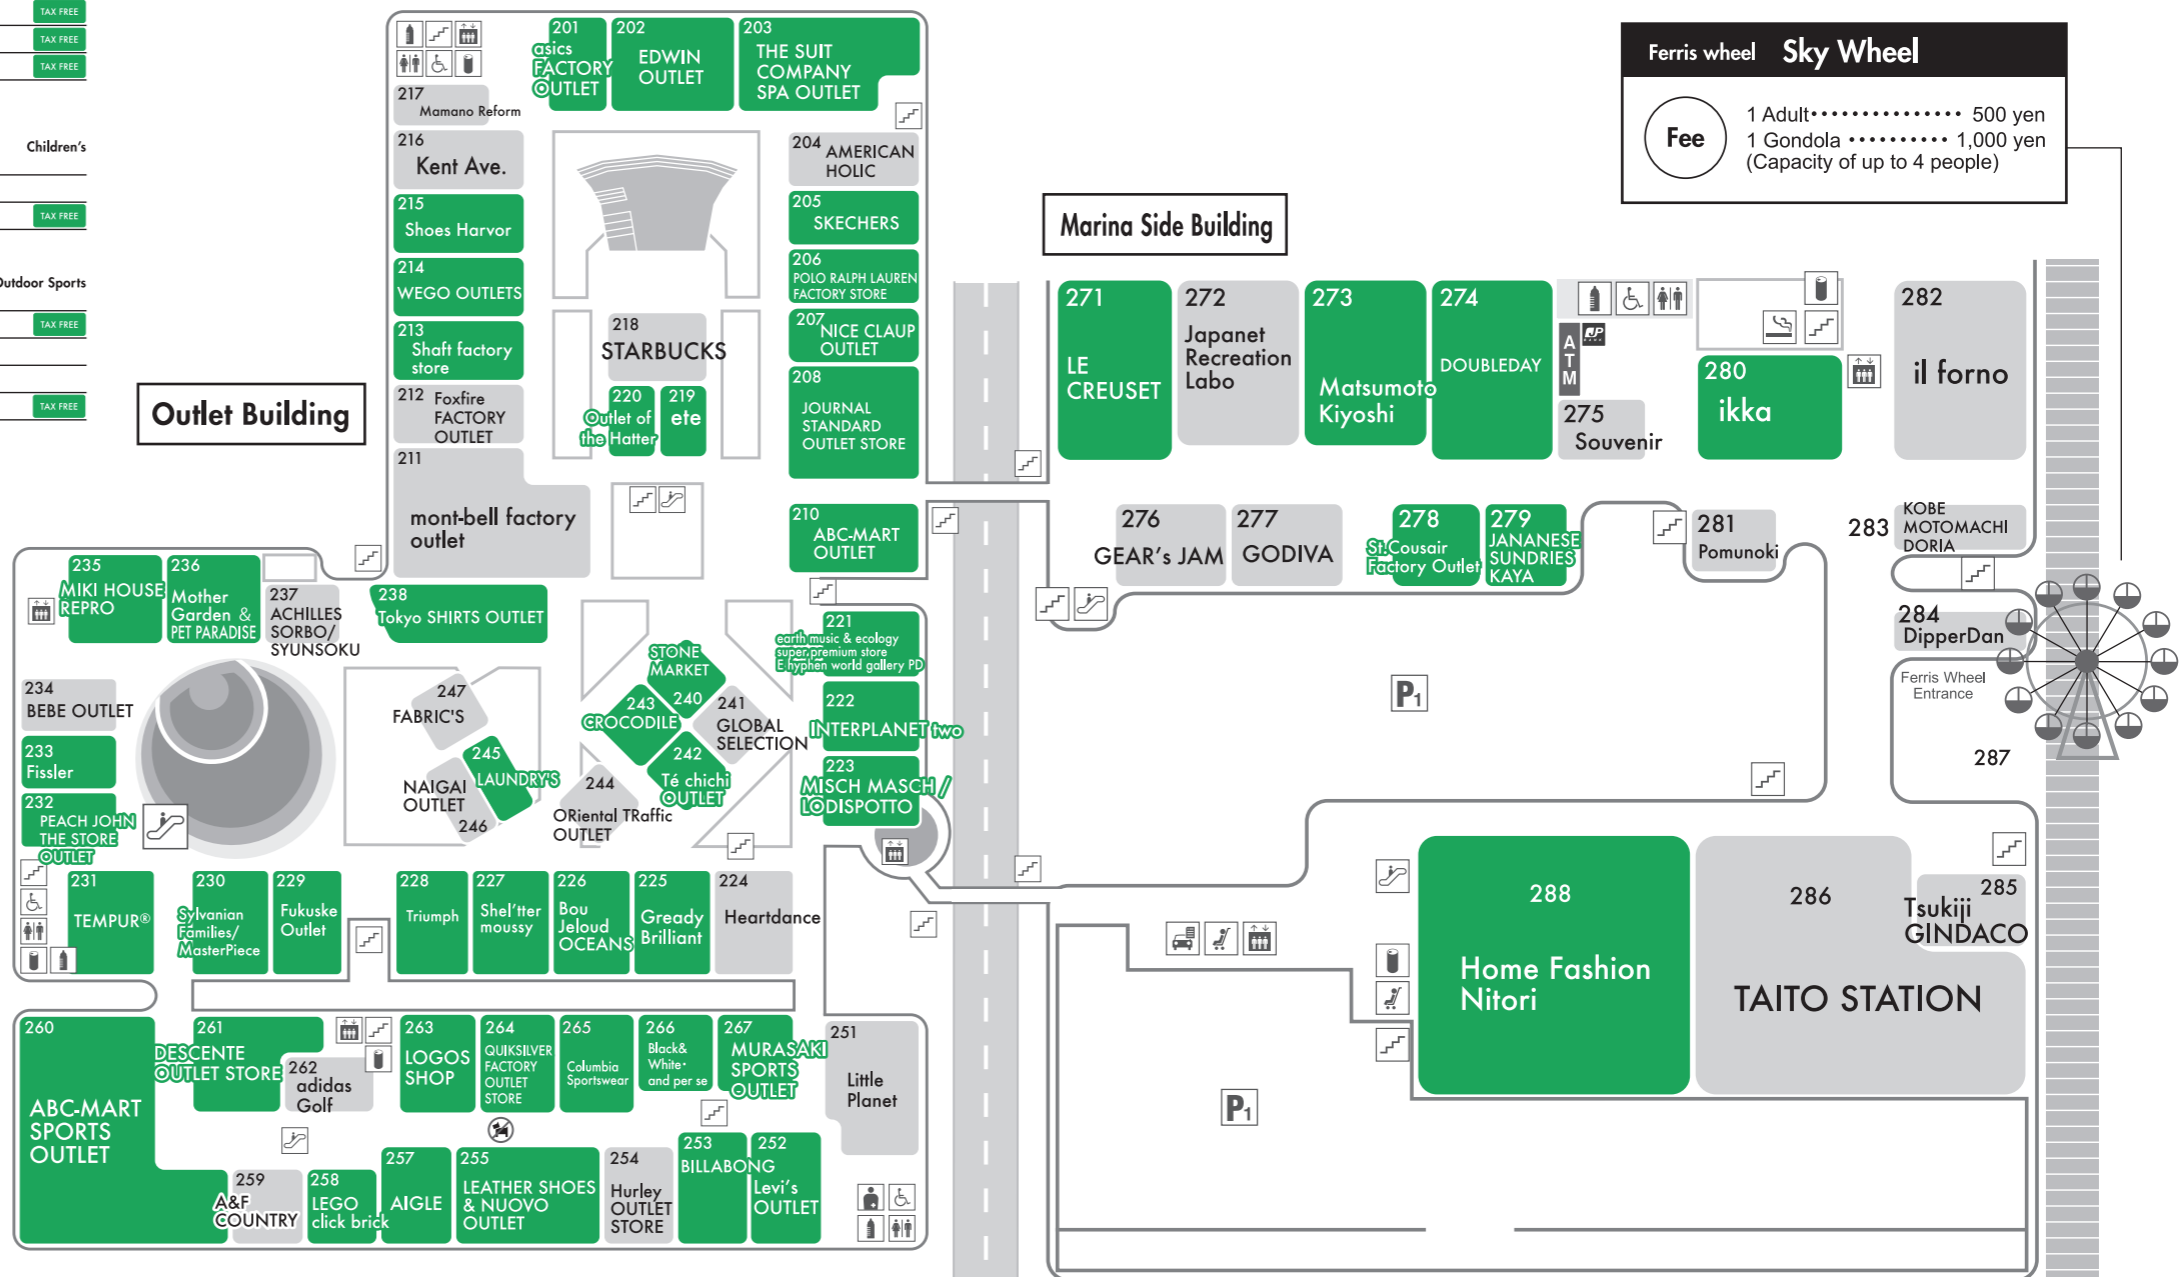 TAX FREE
TAX FREE
TAX FREE
Children's
TAX FREE
Outdoor Sports
TAX FREE
TAX FREE
Outlet Building
201
asics
FACTORY
OUTLET
202
EDWIN
OUTLET
203
THE SUIT
COMPANY
SPA OUTLET
217
Mamano Reform
216
Kent Ave.
215
Shoes Harvor
214
WEGO OUTLETS
213
Shaft factory
store
212
Foxfire
FACTORY
OUTLET
211
mont-bell factory
outlet
204
AMERICAN
HOLIC
205
SKECHERS
206
POLO RALPH LAUREN
FACTORY STORE
207
NICE CLAUP
OUTLET
208
JOURNAL
STANDARD
OUTLET STORE
210
ABC-MART
OUTLET
218
STARBUCKS
220
Outlet of
the Hatter
219
ete
235
MIKI HOUSE
REPRO
236
Mother
Garden &
PET PARADISE
237
ACHILLES
SORBO/
SYUNSOKU
238
Tokyo SHIRTS OUTLET
234
BEBE OUTLET
233
Fissler
232
PEACH JOHN
THE STORE
OUTLET
247
FABRIC'S
245
LAUNDRY'S
NAIGAI
OUTLET
246
STONE
MARKET
240
243
CROCODILE
241
GLOBAL
SELECTION
242
Té chichi
OUTLET
244
ORiental TRaffic
OUTLET
221
earth music & ecology
super premium store
E hyphen world gallery PD
222
INTERPLANET two
223
MISCH MASCH /
LODISPOTTO
231
TEMPUR®
230
Sylvanian
Families/
MasterPiece
229
Fukuske
Outlet
228
Triumph
227
Shel'tter
moussy
226
Bou
Jeloud
OCEANS
225
Gready
Brilliant
224
Heartdance
260
ABC-MART
SPORTS
OUTLET
261
DESCENTE
OUTLET STORE
262
adidas
Golf
263
LOGOS
SHOP
264
QUIKSILVER
FACTORY
OUTLET
STORE
265
Columbia
Sportswear
266
Black&
White・
and per se
267
MURASAKI
SPORTS
OUTLET
251
Little
Planet
259
A&F
COUNTRY
258
LEGO
click brick
257
AIGLE
255
LEATHER SHOES
& NUOVO
OUTLET
254
Hurley
OUTLET
STORE
253
BILLABONG
252
Levi's
OUTLET
Marina Side Building
271
LE
CREUSET
272
Japanet
Recreation
Labo
273
Matsumoto
Kiyoshi
274
DOUBLEDAY
ATM
JP
275
Souvenir
280
ikka
282
il forno
276
GEAR's JAM
277
GODIVA
278
St.Cousair
Factory Outlet
279
JANANESE
SUNDRIES
KAYA
281
Pomunoki
283
KOBE
MOTOMACHI
DORIA
284
DipperDan
Ferris Wheel
Entrance
287
P1
288
Home Fashion
Nitori
286
TAITO STATION
285
Tsukiji
GINDACO
P1
Ferris wheel Sky Wheel
Fee
1 Adult・・・・・・・・・・・・・・・ 500 yen
1 Gondola ・・・・・・・・・・ 1,000 yen
(Capacity of up to 4 people)